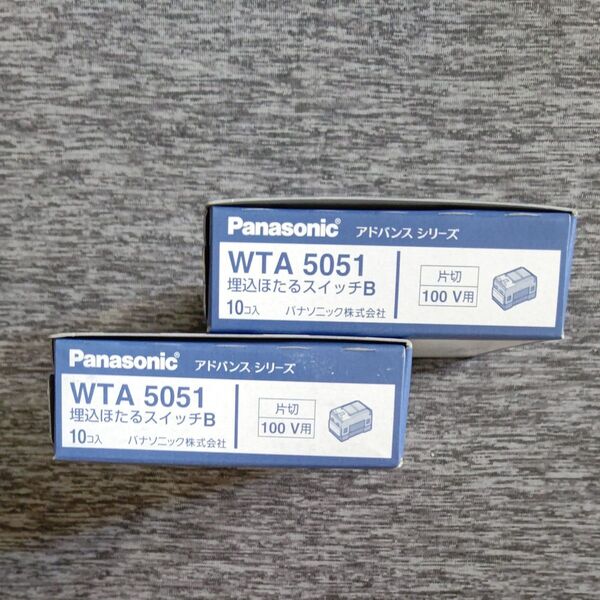 Panasonic® アドバンス シリーズ
WTA 5051
埋込ほたるスイッチB
10コ入 パナソニック株式会社
片切
100 V用
Panasonic® アドバンス シリーズ
WTA 5051
埋込ほたるスイッチB
10コ入 パナソニック株式会社
片切
100 V用